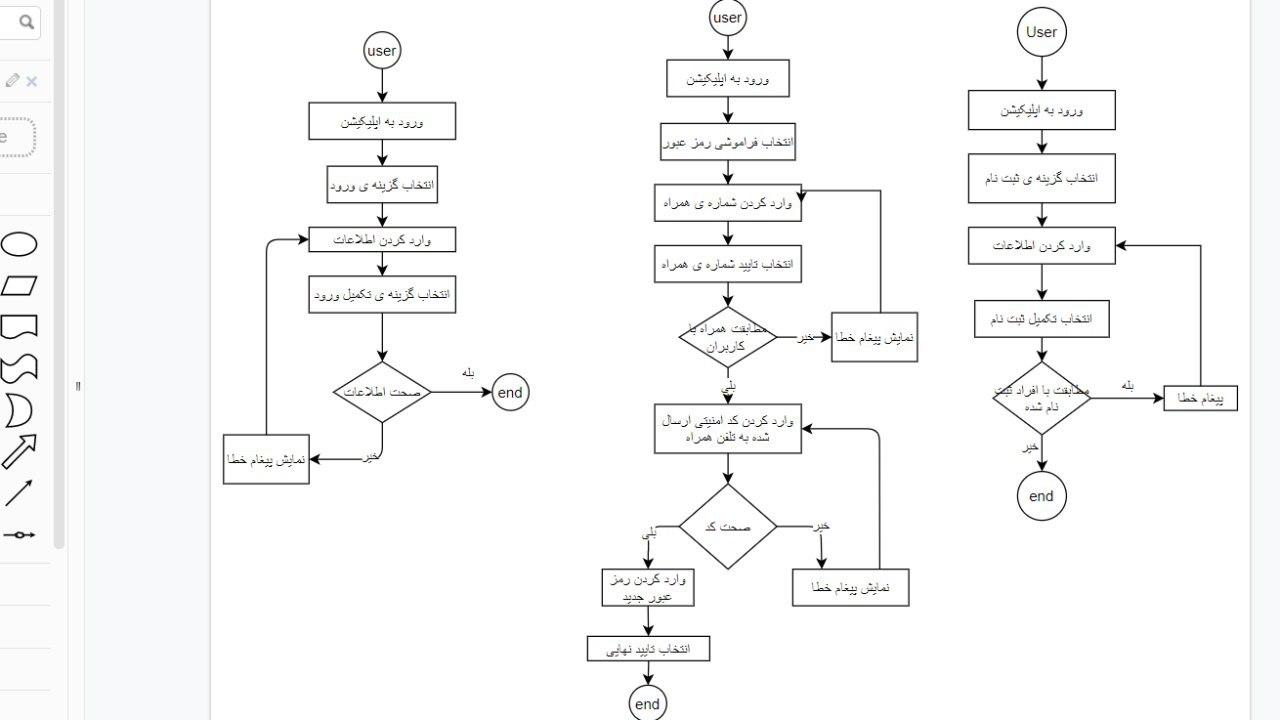 user
ورود به اپلیکیشن
انتخاب گزینه ی ورود
وارد کردن اطلاعات
انتخاب گزینه ی تکمیل ورود
صحت اطلاعات
بله
end
خیر
نمایش پیغام خطا
user
ورود به اپلیکیشن
انتخاب فراموشی رمز عبور
وارد کردن شماره ی همراه
انتخاب تایید شماره ی همراه
مطابقت همراه با
کاربران
خیر
نمایش پیغام خطا
بلی
وارد کردن کد امنیتی ارسال
شده به تلفن همراه
صحت کد
بلی
خیر
وارد کردن رمز
عبور جدید
نمایش پیغام خطا
انتخاب تایید نهایی
end
User
ورود به اپلیکیشن
انتخاب گزینه ی ثبت نام
وارد کردن اطلاعات
انتخاب تکمیل ثبت نام
مطابقت با افراد ثبت
نام شده
بله
پیغام خطا
خیر
end
e